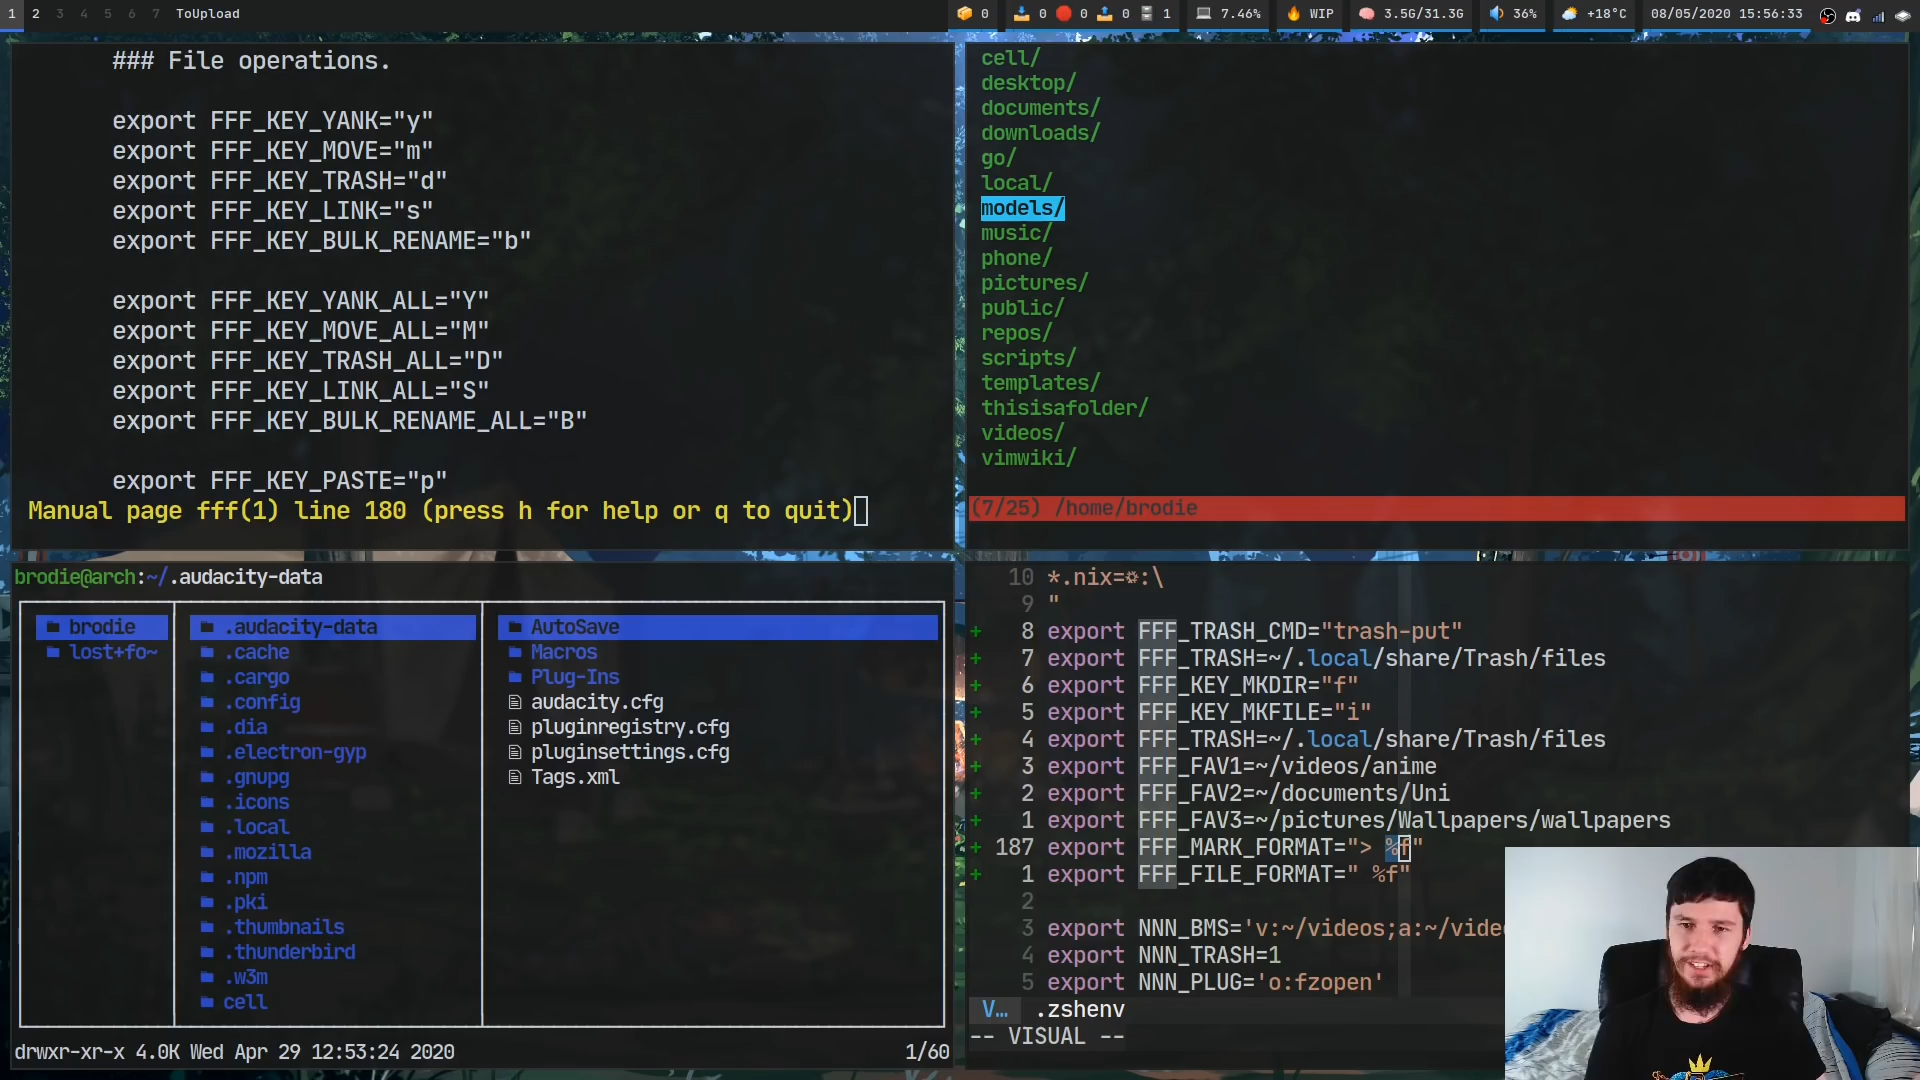 1 2 3 4 5 6 7 ToUpload
0 0 0 0 1 7.46% WIP 3.5G/31.3G 36% +18°C 08/05/2020 15:56:33
### File operations.
export FFF_KEY_YANK="y"
export FFF_KEY_MOVE="m"
export FFF_KEY_TRASH="d"
export FFF_KEY_LINK="s"
export FFF_KEY_BULK_RENAME="b"
export FFF_KEY_YANK_ALL="Y"
export FFF_KEY_MOVE_ALL="M"
export FFF_KEY_TRASH_ALL="D"
export FFF_KEY_LINK_ALL="S"
export FFF_KEY_BULK_RENAME_ALL="B"
export FFF_KEY_PASTE="p"
Manual page fff(1) line 180 (press h for help or q to quit)
cell/
desktop/
documents/
downloads/
go/
local/
models/
music/
phone/
pictures/
public/
repos/
scripts/
templates/
thisisafolder/
videos/
vimwiki/
(7/25) /home/brodie
brodie@arch:~/.audacity-data
brodie
lost+fo~
.audacity-data
.cache
.cargo
.config
.dia
.electron-gyp
.gnupg
.icons
.local
.mozilla
.npm
.pki
.thumbnails
.thunderbird
.w3m
cell
AutoSave
Macros
Plug-Ins
audacity.cfg
pluginregistry.cfg
pluginsettings.cfg
Tags.xml
drwxr-xr-x 4.0K Wed Apr 29 12:53:24 2020 1/60
10 *.nix=:\
9 "
+ 8 export FFF_TRASH_CMD="trash-put"
+ 7 export FFF_TRASH=~/.local/share/Trash/files
+ 6 export FFF_KEY_MKDIR="f"
+ 5 export FFF_KEY_MKFILE="i"
+ 4 export FFF_TRASH=~/.local/share/Trash/files
+ 3 export FFF_FAV1=~/videos/anime
+ 2 export FFF_FAV2=~/documents/Uni
+ 1 export FFF_FAV3=~/pictures/Wallpapers/wallpapers
+ 187 export FFF_MARK_FORMAT="> %f"
+ 1 export FFF_FILE_FORMAT=" %f"
2
3 export NNN_BMS='v:~/videos;a:~/vide
4 export NNN_TRASH=1
5 export NNN_PLUG='o:fzopen'
V… .zshenv
-- VISUAL --